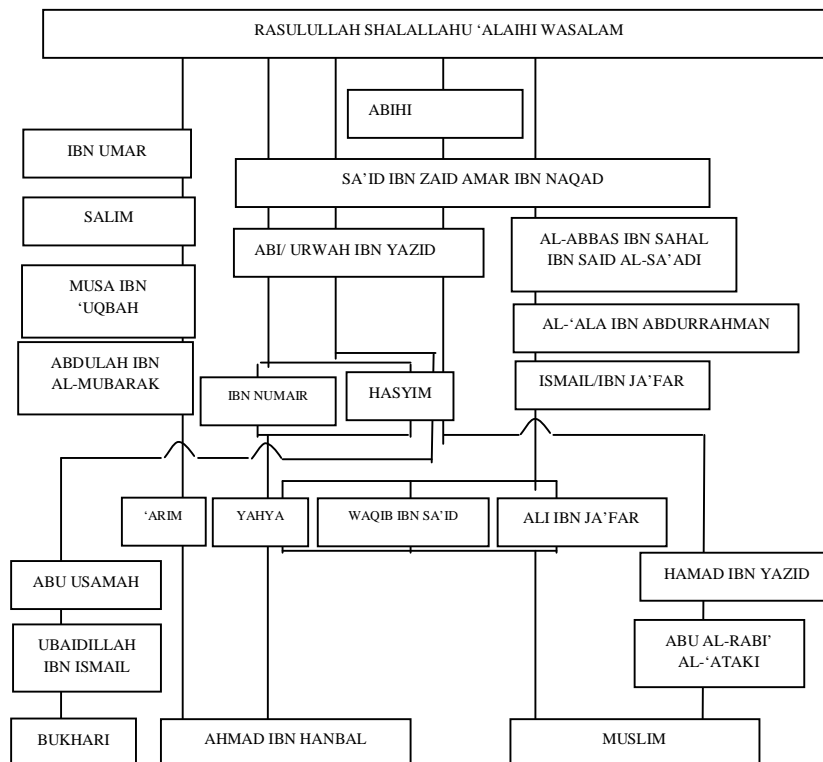 RASULULLAH SHALALLAHU ‘ALAIHI WASALAM
ABIHI
IBN UMAR
SA’ID IBN ZAID AMAR IBN NAQAD
SALIM
ABI/ URWAH IBN YAZID
AL-ABBAS IBN SAHAL
IBN SAID AL-SA’ADI
MUSA IBN
‘UQBAH
AL-‘ALA IBN ABDURRAHMAN
ABDULAH IBN
AL-MUBARAK
IBN NUMAIR
HASYIM
ISMAIL/IBN JA’FAR
‘ARIM
YAHYA
WAQIB IBN SA’ID
ALI IBN JA’FAR
ABU USAMAH
HAMAD IBN YAZID
UBAIDILLAH
IBN ISMAIL
ABU AL-RABI’
AL-‘ATAKI
BUKHARI
AHMAD IBN HANBAL
MUSLIM